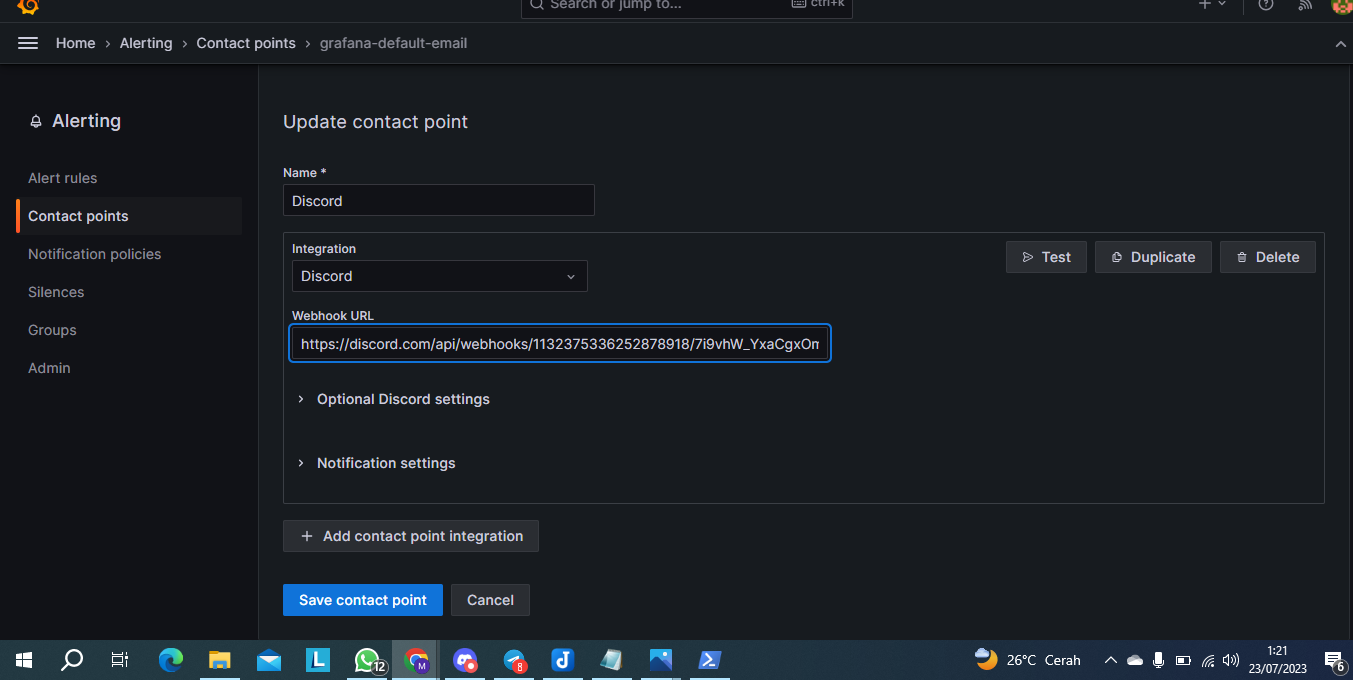 Search or jump to...
ctrl+k
Home › Alerting › Contact points › grafana-default-email
Alerting
Alert rules
Contact points
Notification policies
Silences
Groups
Admin
Update contact point
Name *
Discord
Integration
Discord
Test
Duplicate
Delete
Webhook URL
https://discord.com/api/webhooks/1132375336252878918/7i9vhW_YxaCgxOm
Optional Discord settings
Notification settings
+ Add contact point integration
Save contact point
Cancel
L
12
M
8
26°C Cerah
1:21
23/07/2023
6